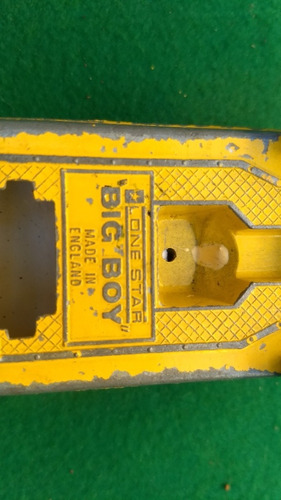 LONE STAR
"BIG BOY"
MADE IN
ENGLAND